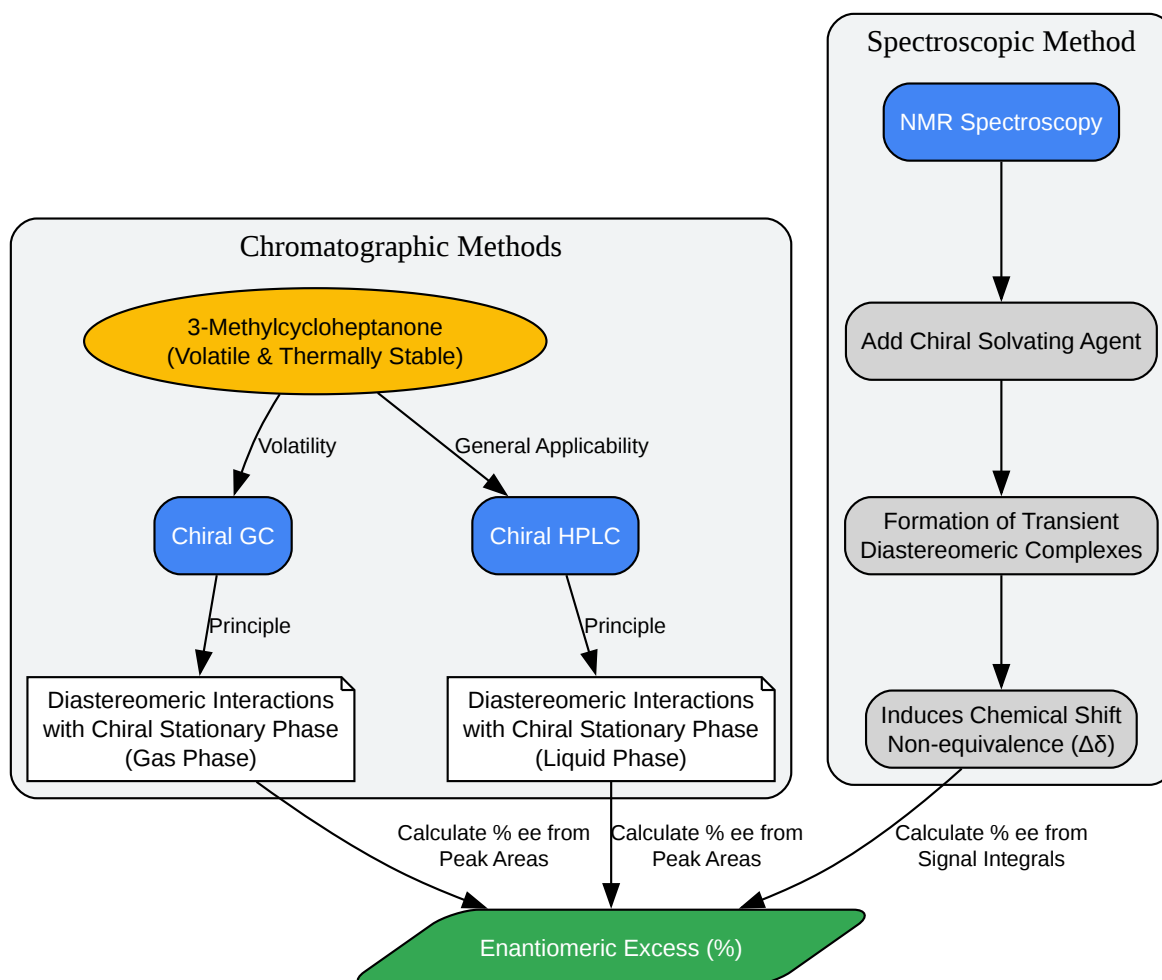 Spectroscopic Method
NMR Spectroscopy
Chromatographic Methods
3-Methylcycloheptanone
(Volatile & Thermally Stable)
Add Chiral Solvating Agent
Volatility
General Applicability
Chiral GC
Chiral HPLC
Formation of Transient
Diastereomeric Complexes
Principle
Principle
Diastereomeric Interactions
with Chiral Stationary Phase
(Gas Phase)
Diastereomeric Interactions
with Chiral Stationary Phase
(Liquid Phase)
Induces Chemical Shift
Non-equivalence (Δδ)
Calculate % ee from
Peak Areas
Calculate % ee from
Peak Areas
Calculate % ee from
Signal Integrals
Enantiomeric Excess (%)